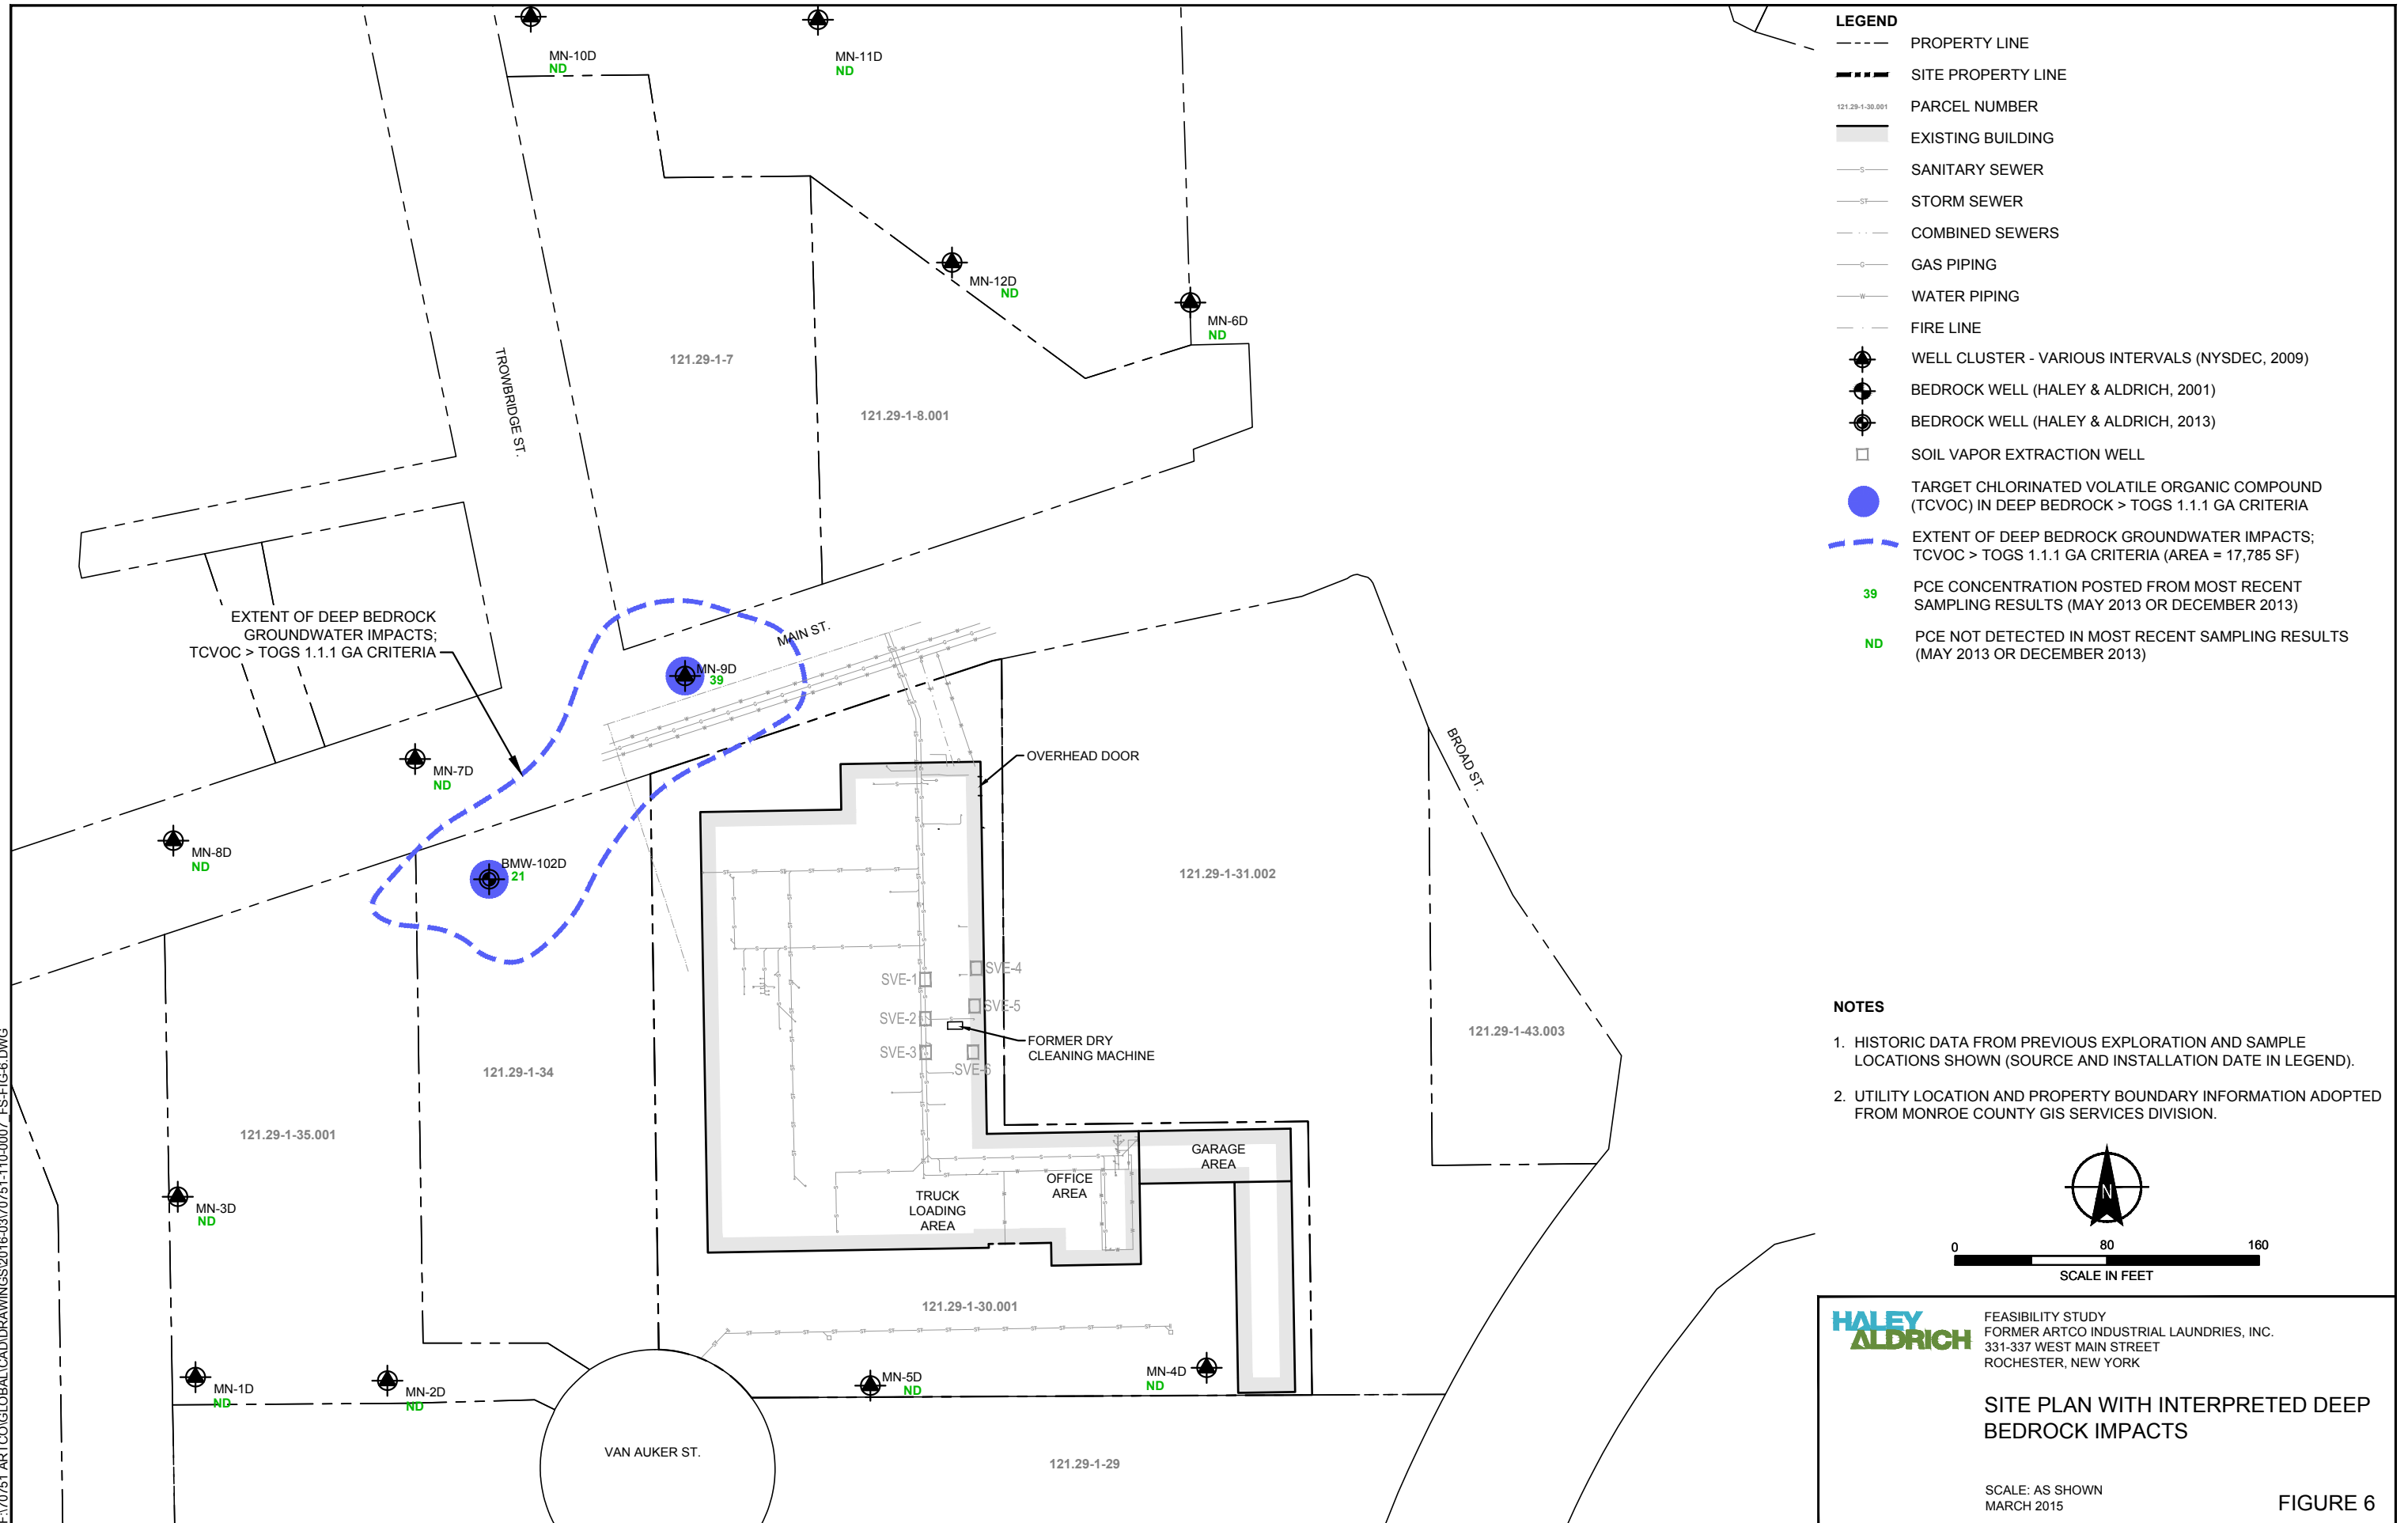 MN-10D
ND
MN-11D
ND
MN-12D
ND
MN-6D
ND
121.29-1-7
121.29-1-8.001
TROWBRIDGE ST.
EXTENT OF DEEP BEDROCK
GROUNDWATER IMPACTS;
TCVOC > TOGS 1.1.1 GA CRITERIA
MAIN ST.
MN-9D
39
MN-7D
ND
MN-8D
ND
BMW-102D
21
OVERHEAD DOOR
BROAD ST.
121.29-1-31.002
SVE-1
SVE-4
SVE-5
SVE-2
SVE-3
SVE-6
FORMER DRY
CLEANING MACHINE
121.29-1-43.003
121.29-1-34
121.29-1-35.001
MN-3D
ND
GARAGE
AREA
OFFICE
AREA
TRUCK
LOADING
AREA
121.29-1-30.001
MN-1D
ND
MN-2D
ND
MN-5D
ND
MN-4D
ND
VAN AUKER ST.
121.29-1-29
LEGEND
PROPERTY LINE
SITE PROPERTY LINE
121.29-1-30.001 PARCEL NUMBER
EXISTING BUILDING
S SANITARY SEWER
ST STORM SEWER
COMBINED SEWERS
G GAS PIPING
W WATER PIPING
FIRE LINE
WELL CLUSTER - VARIOUS INTERVALS (NYSDEC, 2009)
BEDROCK WELL (HALEY & ALDRICH, 2001)
BEDROCK WELL (HALEY & ALDRICH, 2013)
SOIL VAPOR EXTRACTION WELL
TARGET CHLORINATED VOLATILE ORGANIC COMPOUND
(TCVOC) IN DEEP BEDROCK > TOGS 1.1.1 GA CRITERIA
EXTENT OF DEEP BEDROCK GROUNDWATER IMPACTS;
TCVOC > TOGS 1.1.1 GA CRITERIA (AREA = 17,785 SF)
39 PCE CONCENTRATION POSTED FROM MOST RECENT
SAMPLING RESULTS (MAY 2013 OR DECEMBER 2013)
ND PCE NOT DETECTED IN MOST RECENT SAMPLING RESULTS
(MAY 2013 OR DECEMBER 2013)
NOTES
1. HISTORIC DATA FROM PREVIOUS EXPLORATION AND SAMPLE
LOCATIONS SHOWN (SOURCE AND INSTALLATION DATE IN LEGEND).
2. UTILITY LOCATION AND PROPERTY BOUNDARY INFORMATION ADOPTED
FROM MONROE COUNTY GIS SERVICES DIVISION.
N
0 80 160
SCALE IN FEET
HALEY
ALDRICH
FEASIBILITY STUDY
FORMER ARTCO INDUSTRIAL LAUNDRIES, INC.
331-337 WEST MAIN STREET
ROCHESTER, NEW YORK
SITE PLAN WITH INTERPRETED DEEP
BEDROCK IMPACTS
SCALE: AS SHOWN
MARCH 2015
FIGURE 6